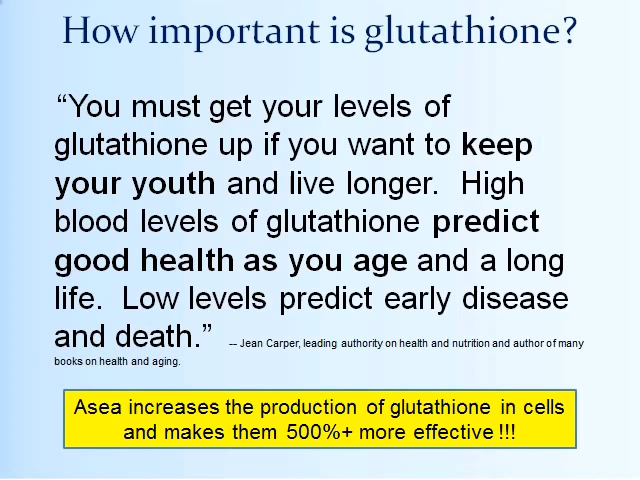 How important is glutathione?
“You must get your levels of
glutathione up if you want to keep
your youth and live longer.  High
blood levels of glutathione predict
good health as you age and a long
life.  Low levels predict early disease
and death.” -- Jean Carper, leading authority on health and nutrition and author of many
books on health and aging.
Asea increases the production of glutathione in cells
and makes them 500%+ more effective !!!